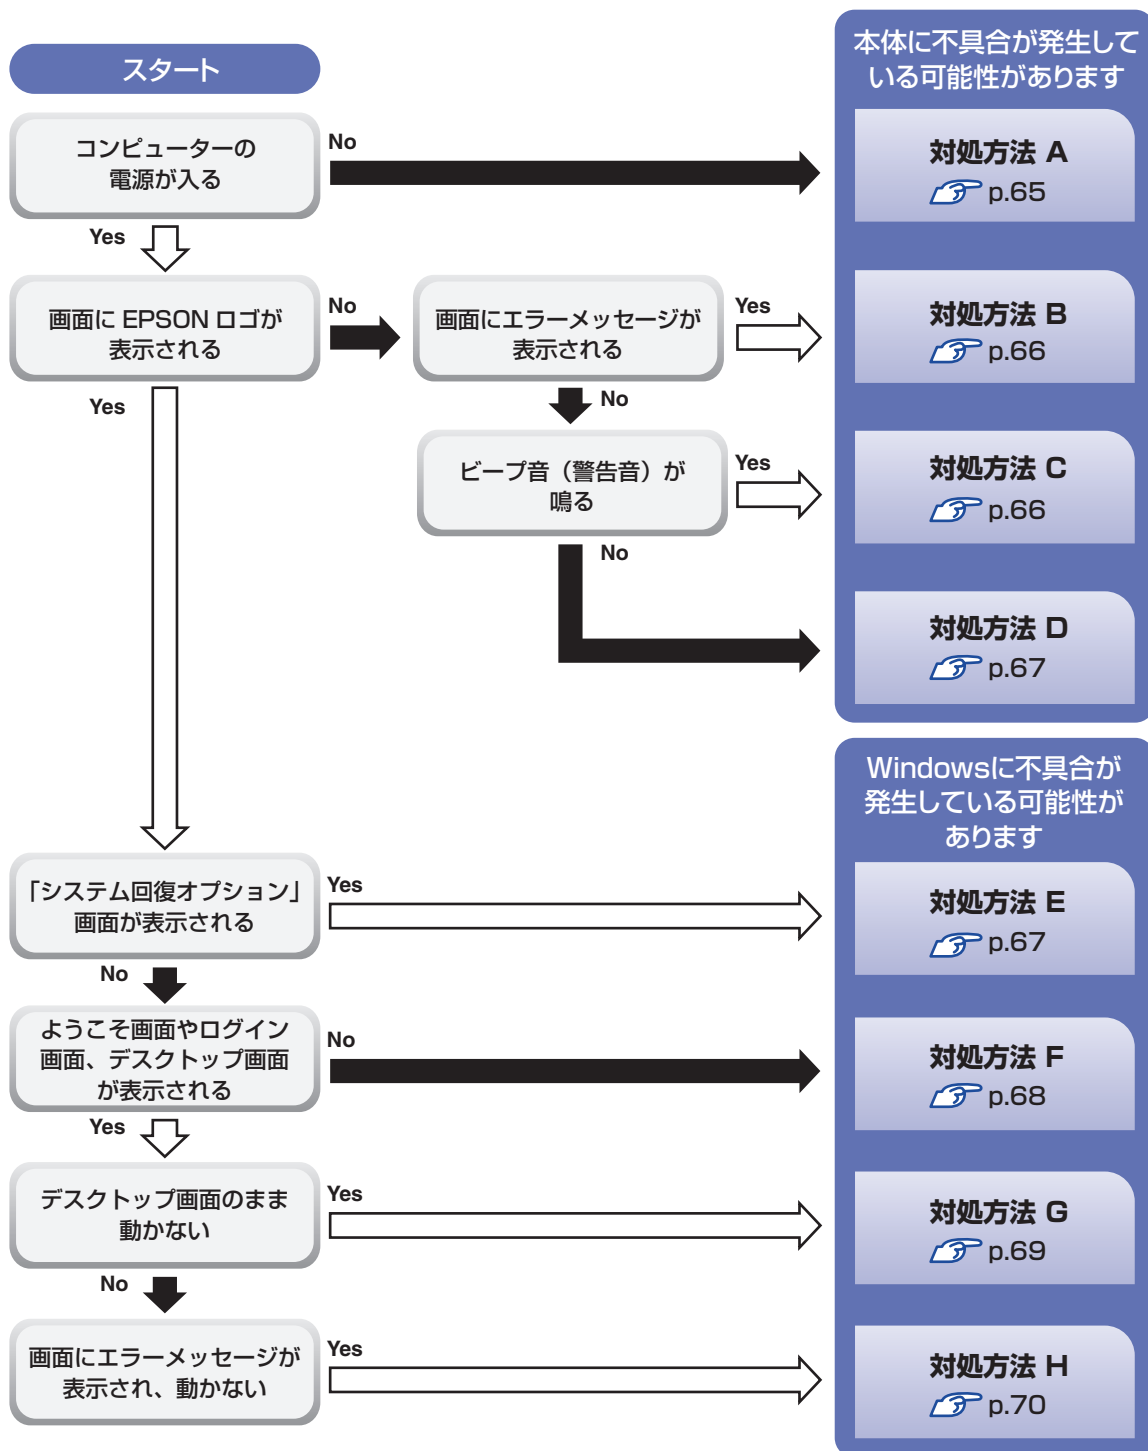 スタート
コンピューターの
電源が入る
No
Yes
画面に EPSON ロゴが
表示される
No
Yes
画面にエラーメッセージが
表示される
Yes
No
ビープ音（警告音）が
鳴る
Yes
No
本体に不具合が発生して
いる可能性があります
対処方法 A
p.65
対処方法 B
p.66
対処方法 C
p.66
対処方法 D
p.67
「システム回復オプション」
画面が表示される
Yes
No
ようこそ画面やログイン
画面、デスクトップ画面
が表示される
No
Yes
デスクトップ画面のまま
動かない
Yes
No
画面にエラーメッセージが
表示され、動かない
Yes
Windowsに不具合が
発生している可能性が
あります
対処方法 E
p.67
対処方法 F
p.68
対処方法 G
p.69
対処方法 H
p.70